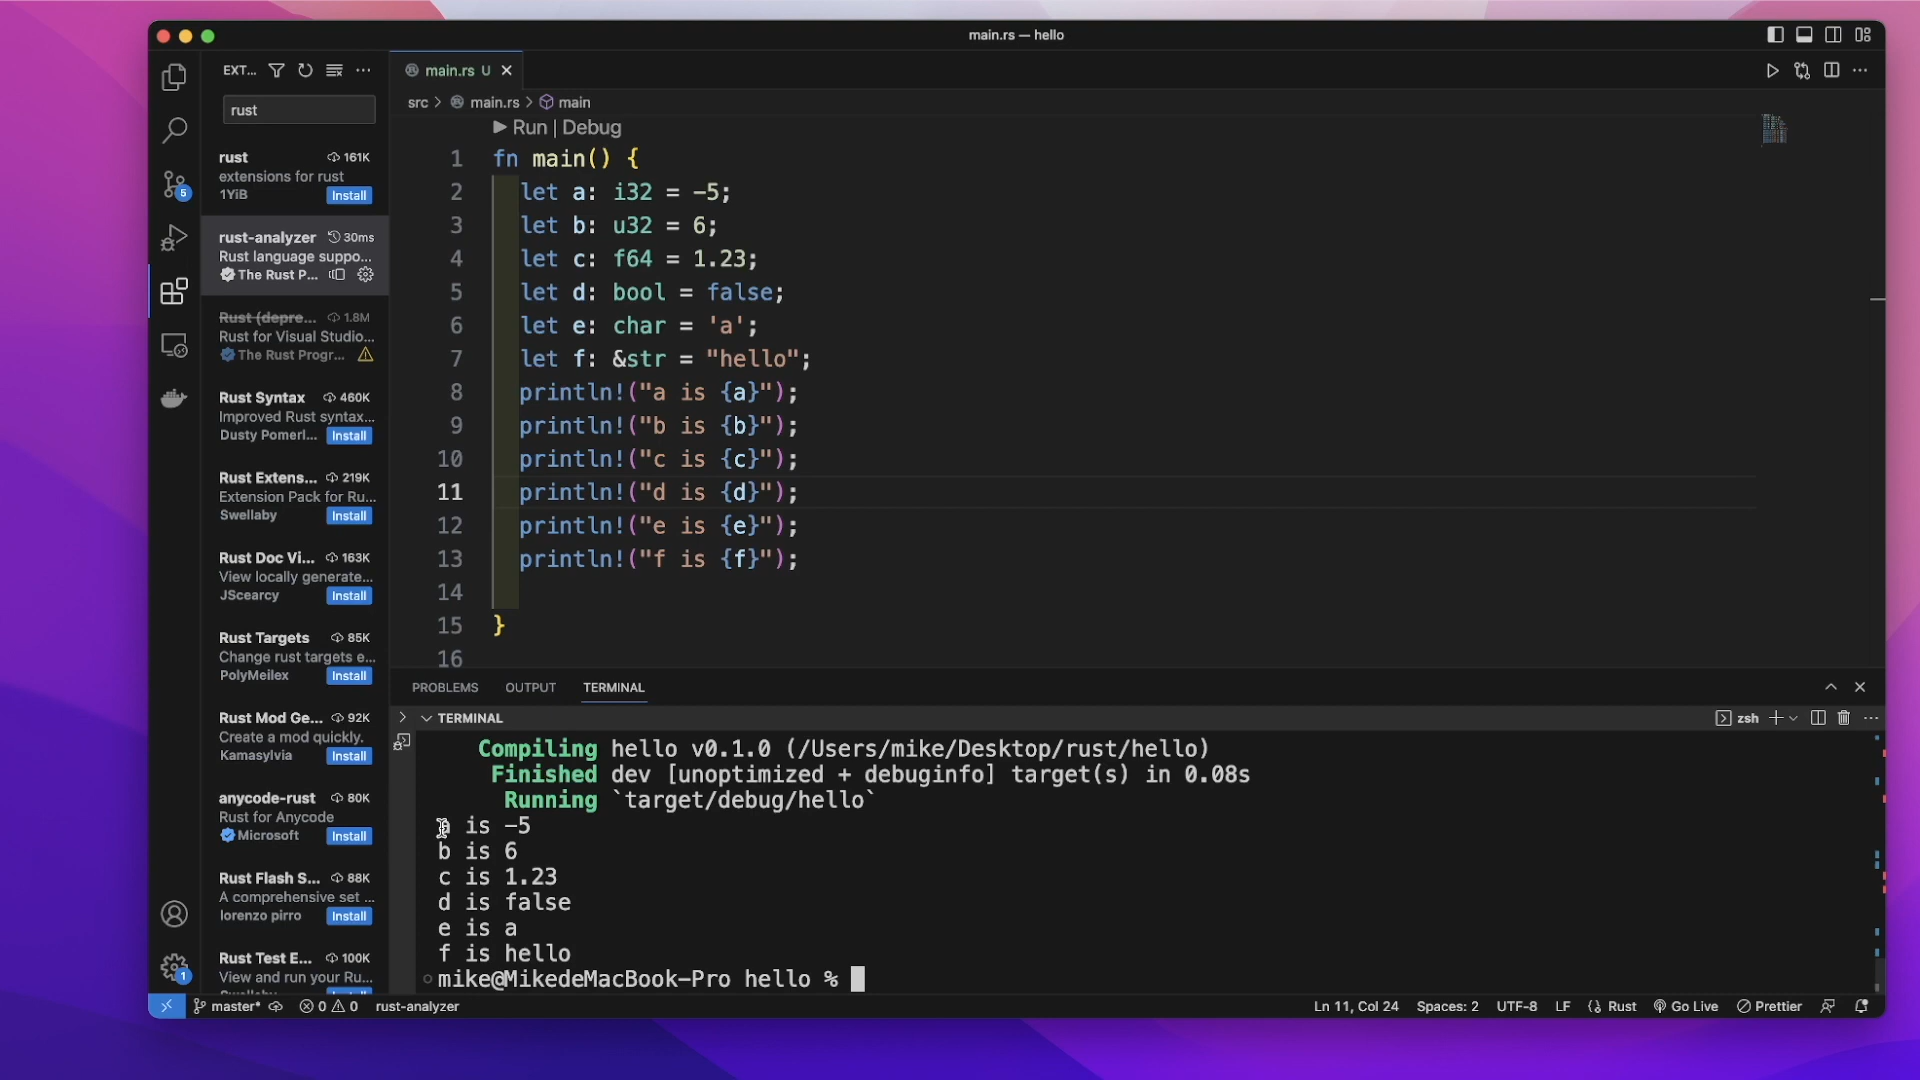 main.rs — hello
EXT...
main.rs U
rust
src > main.rs > main
Run | Debug
1 fn main() {
2 let a: i32 = -5;
3 let b: u32 = 6;
4 let c: f64 = 1.23;
5 let d: bool = false;
6 let e: char = 'a';
7 let f: &str = "hello";
8 println!("a is {a}");
9 println!("b is {b}");
10 println!("c is {c}");
11 println!("d is {d}");
12 println!("e is {e}");
13 println!("f is {f}");
14
15 }
16
rust 161K
extensions for rust
1YiB Install
rust-analyzer 30ms
Rust language suppo...
The Rust P...
Rust (depre... 1.8M
Rust for Visual Studio...
The Rust Progr...
Rust Syntax 460K
Improved Rust syntax...
Dusty Pomerl... Install
Rust Extens... 219K
Extension Pack for Ru...
Swellaby Install
Rust Doc Vi... 163K
View locally generate...
JScearcy Install
Rust Targets 85K
Change rust targets e...
PolyMeilex Install
Rust Mod Ge... 92K
Create a mod quickly.
Kamasylvia Install
anycode-rust 80K
Rust for Anycode
Microsoft Install
Rust Flash S... 88K
A comprehensive set ...
lorenzo pirro Install
Rust Test E... 100K
View and run your Ru...
5
1
PROBLEMS OUTPUT TERMINAL
TERMINAL
zsh
Compiling hello v0.1.0 (/Users/mike/Desktop/rust/hello)
Finished dev [unoptimized + debuginfo] target(s) in 0.08s
Running `target/debug/hello`
a is -5
b is 6
c is 1.23
d is false
e is a
f is hello
mike@MikedeMacBook-Pro hello %
master* 0 0 rust-analyzer Ln 11, Col 24 Spaces: 2 UTF-8 LF {} Rust Go Live Prettier